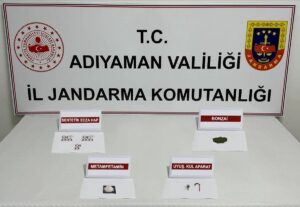 T.C.
ADIYAMAN VALİLİĞİ
İL JANDARMA KOMUTANLIĞI
SENTETİK ECZA HAP
BONZAİ
METAMFETAMİN
UYUŞ. KUL. APARAT